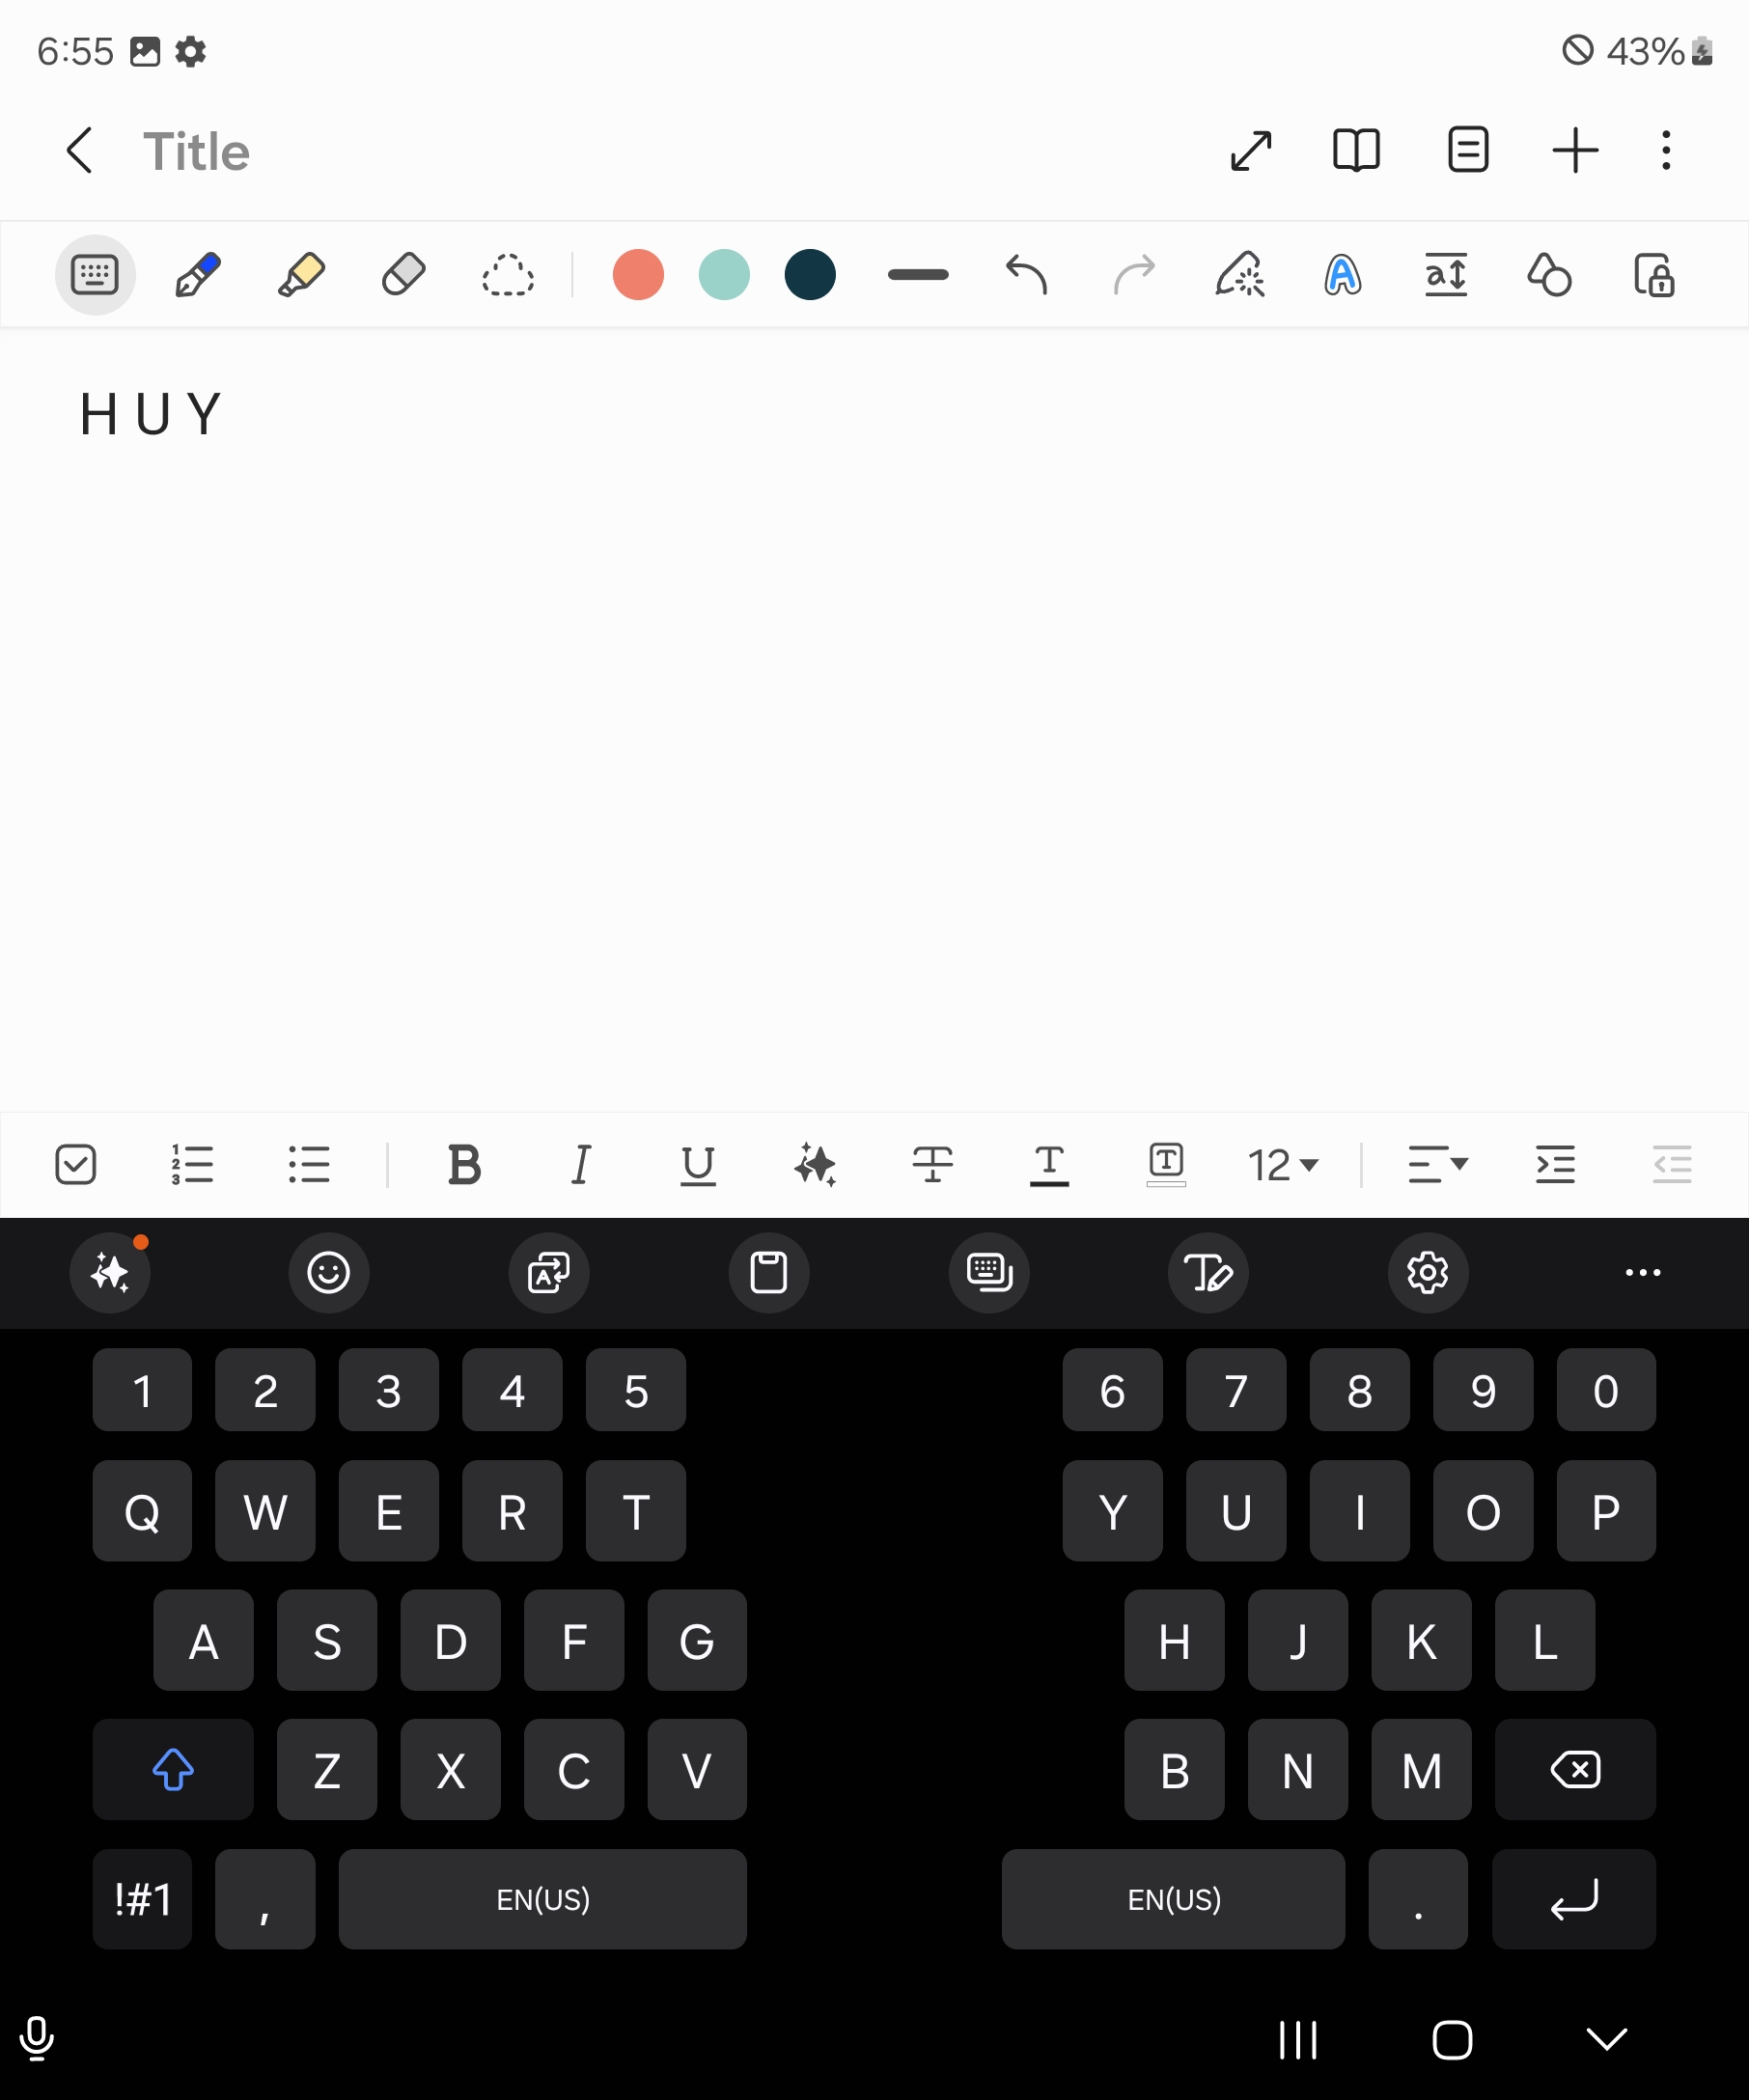 6:55 43%
Title
H U Y
12
1 2 3 4 5 6 7 8 9 0
Q W E R T Y U I O P
A S D F G H J K L
Z X C V B N M
!#1 , EN(US) EN(US) .